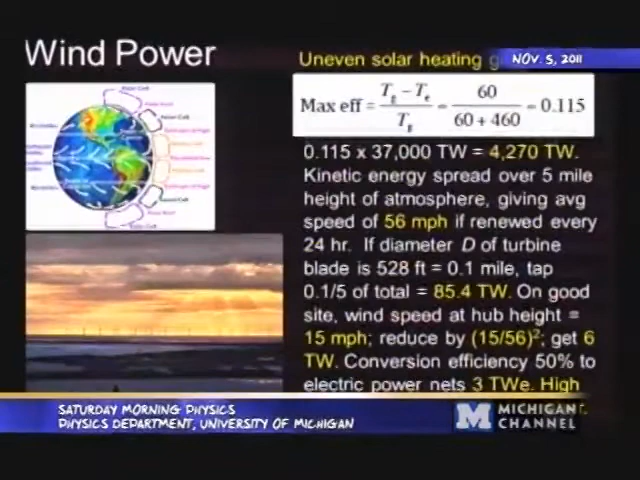 Wind Power
Uneven solar heating g
NOV. 5, 2011
Max eff = (T_g − T_e)/T_g = 60/(60 + 460) = 0.115
0.115 x 37,000 TW = 4,270 TW.
Kinetic energy spread over 5 mile
height of atmosphere, giving avg
speed of 56 mph if renewed every
24 hr. If diameter D of turbine
blade is 528 ft = 0.1 mile, tap
0.1/5 of total = 85.4 TW. On good
site, wind speed at hub height =
15 mph; reduce by (15/56)²; get 6
TW. Conversion efficiency 50% to
electric power nets 3 TWe. High
SATURDAY MORNING PHYSICS
PHYSICS DEPARTMENT, UNIVERSITY OF MICHIGAN
M MICHIGAN
CHANNEL